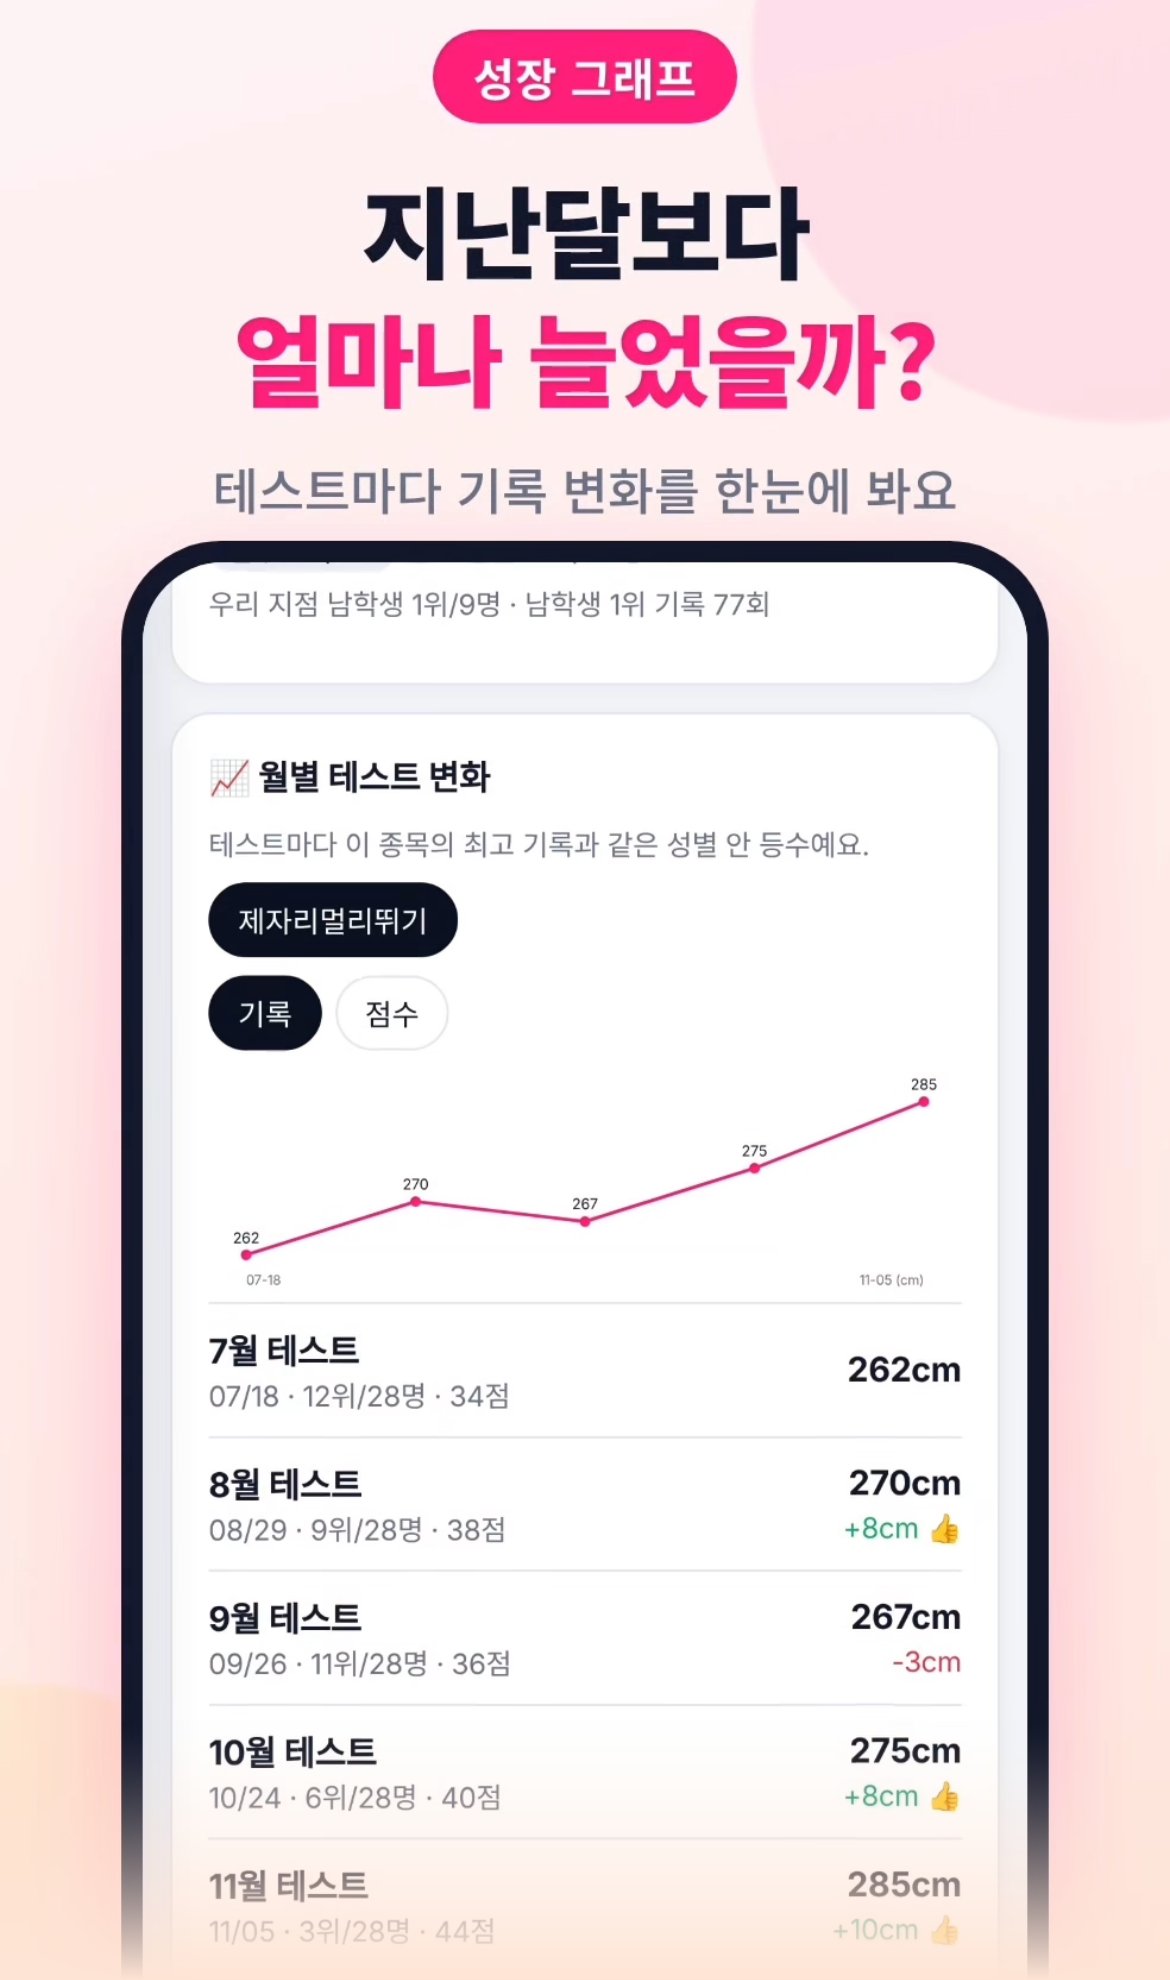 성장 그래프
지난달보다
얼마나 늘었을까?
테스트마다 기록 변화를 한눈에 봐요
우리 지점 남학생 1위/9명 · 남학생 1위 기록 77회
📈 월별 테스트 변화
테스트마다 이 종목의 최고 기록과 같은 성별 안 등수예요.
제자리멀리뛰기
기록 점수
285
275
270
267
262
07-18 11-05 (cm)
7월 테스트
262cm
07/18 · 12위/28명 · 34점
8월 테스트 270cm
08/29 · 9위/28명 · 38점 +8cm 👍
9월 테스트 267cm
09/26 · 11위/28명 · 36점 -3cm
10월 테스트 275cm
10/24 · 6위/28명 · 40점 +8cm 👍
11월 테스트 285cm
11/05 · 3위/28명 · 44점 +10cm 👍